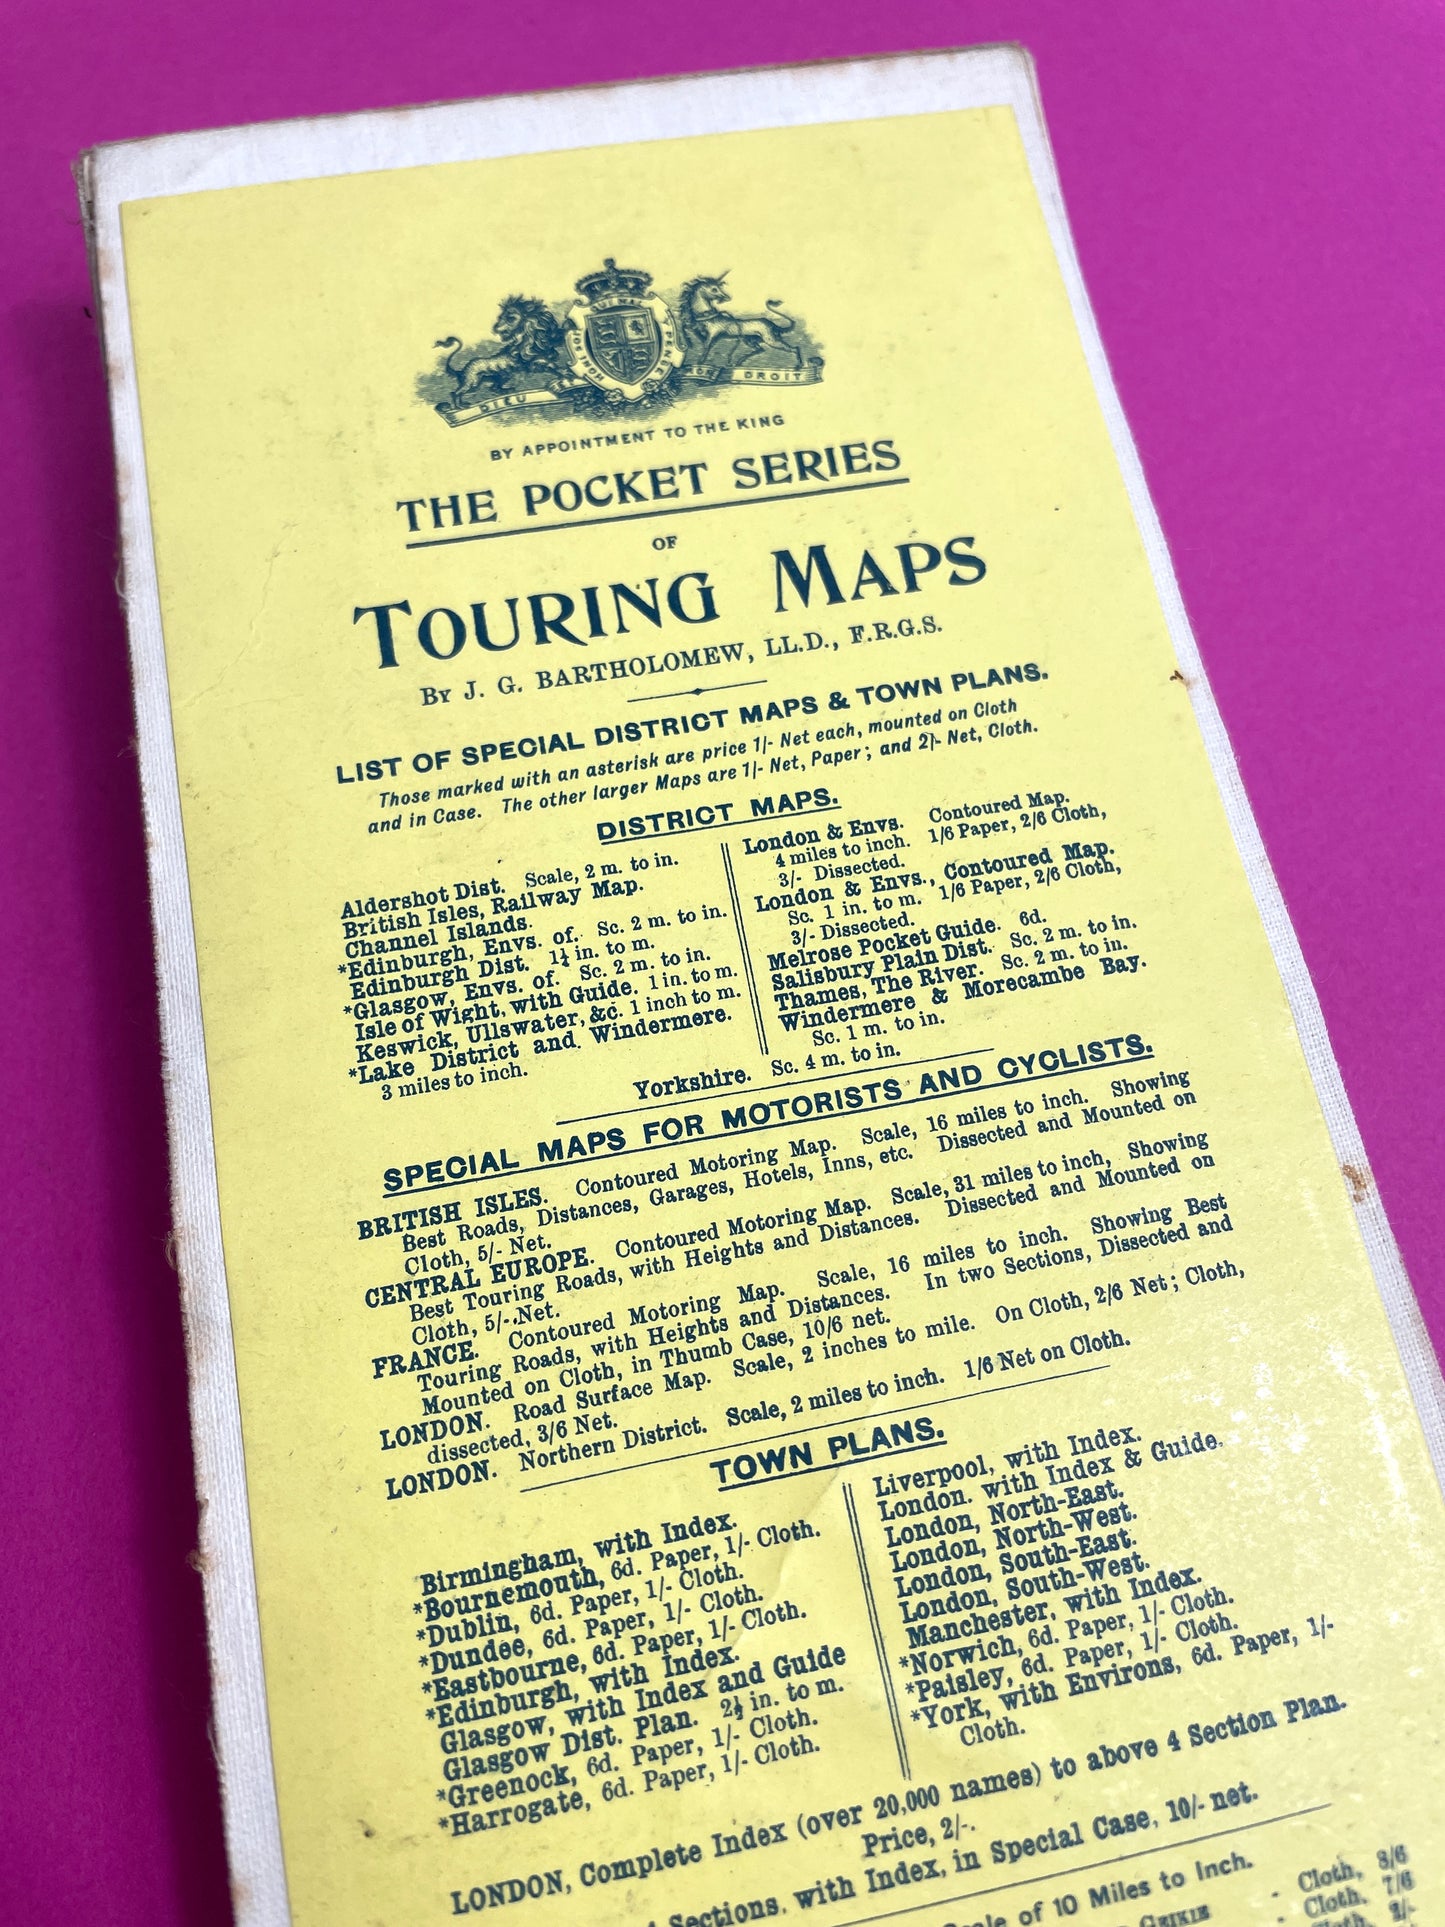 HONI SOIT QUI MAL Y PENSE
DIEU ET MON DROIT
BY APPOINTMENT TO THE KING
THE POCKET SERIES
OF
TOURING MAPS
BY J. G. BARTHOLOMEW, LL.D., F.R.G.S.
LIST OF SPECIAL DISTRICT MAPS & TOWN PLANS.
Those marked with an asterisk are price 1/- Net each, mounted on Cloth
and in Case. The other larger Maps are 1/- Net, Paper; and 2/- Net, Cloth.
DISTRICT MAPS.
Aldershot Dist. Scale, 2 m. to in.
British Isles, Railway Map.
Channel Islands.
*Edinburgh, Envs. of. Sc. 2 m. to in.
Edinburgh Dist. 1¼ in. to m.
*Glasgow, Envs. of. Sc. 2 m. to in.
Isle of Wight, with Guide. 1 in. to m.
Keswick, Ullswater, &c. 1 inch to m.
*Lake District and Windermere.
3 miles to inch.
London & Envs. Contoured Map.
4 miles to inch. 1/6 Paper, 2/6 Cloth,
3/- Dissected.
London & Envs., Contoured Map.
Sc. 1 in. to m. 1/6 Paper, 2/6 Cloth,
3/- Dissected.
Melrose Pocket Guide. 6d.
Salisbury Plain Dist. Sc. 2 m. to in.
Thames, The River. Sc. 2 m. to in.
Windermere & Morecambe Bay.
Sc. 1 m. to in.
Yorkshire. Sc. 4 m. to in.
SPECIAL MAPS FOR MOTORISTS AND CYCLISTS.
BRITISH ISLES. Contoured Motoring Map. Scale, 16 miles to inch. Showing
Best Roads, Distances, Garages, Hotels, Inns, etc. Dissected and Mounted on
Cloth, 5/- Net.
CENTRAL EUROPE. Contoured Motoring Map. Scale, 31 miles to inch, Showing
Best Touring Roads, with Heights and Distances. Dissected and Mounted on
Cloth, 5/-.Net.
FRANCE. Contoured Motoring Map. Scale, 16 miles to inch. Showing Best
Touring Roads, with Heights and Distances. In two Sections, Dissected and
Mounted on Cloth, in Thumb Case, 10/6 net.
LONDON. Road Surface Map. Scale, 2 inches to mile. On Cloth, 2/6 Net; Cloth,
dissected, 3/6 Net.
LONDON. Northern District. Scale, 2 miles to inch. 1/6 Net on Cloth.
TOWN PLANS.
Birmingham, with Index.
*Bournemouth, 6d. Paper, 1/- Cloth.
*Dublin, 6d. Paper, 1/- Cloth.
*Dundee, 6d. Paper, 1/- Cloth.
*Eastbourne, 6d. Paper, 1/- Cloth.
*Edinburgh, with Index.
Glasgow, with Index and Guide
Glasgow Dist. Plan. 2½ in. to m.
*Greenock, 6d. Paper, 1/- Cloth.
*Harrogate, 6d. Paper, 1/- Cloth.
Liverpool, with Index.
London. with Index & Guide.
London, North-East.
London, North-West.
London, South-East.
London, South-West.
Manchester, with Index.
*Norwich, 6d. Paper, 1/- Cloth.
*Paisley, 6d. Paper, 1/- Cloth.
*York, with Environs, 6d. Paper, 1/-
Cloth.
LONDON, Complete Index (over 20,000 names) to above 4 Section Plan.
Price, 2/-.
4 Sections, with Index, in Special Case, 10/- net.
of 10 Miles to Inch.
GEIKIE - Cloth, 8/6
- Cloth. 7/6